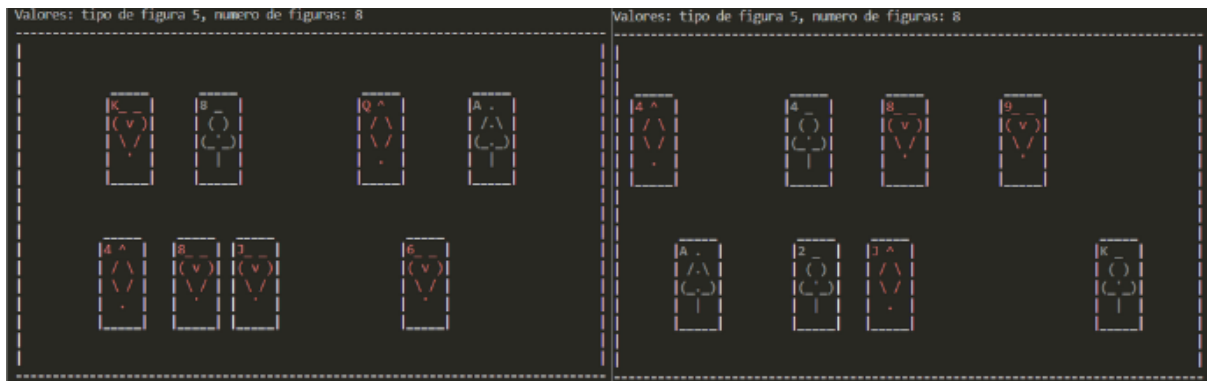 Valores: tipo de figura 5, numero de figuras: 8
K 8 Q A
4 8 J 6
Valores: tipo de figura 5, numero de figuras: 8
4 4 8 9
A 2 J K